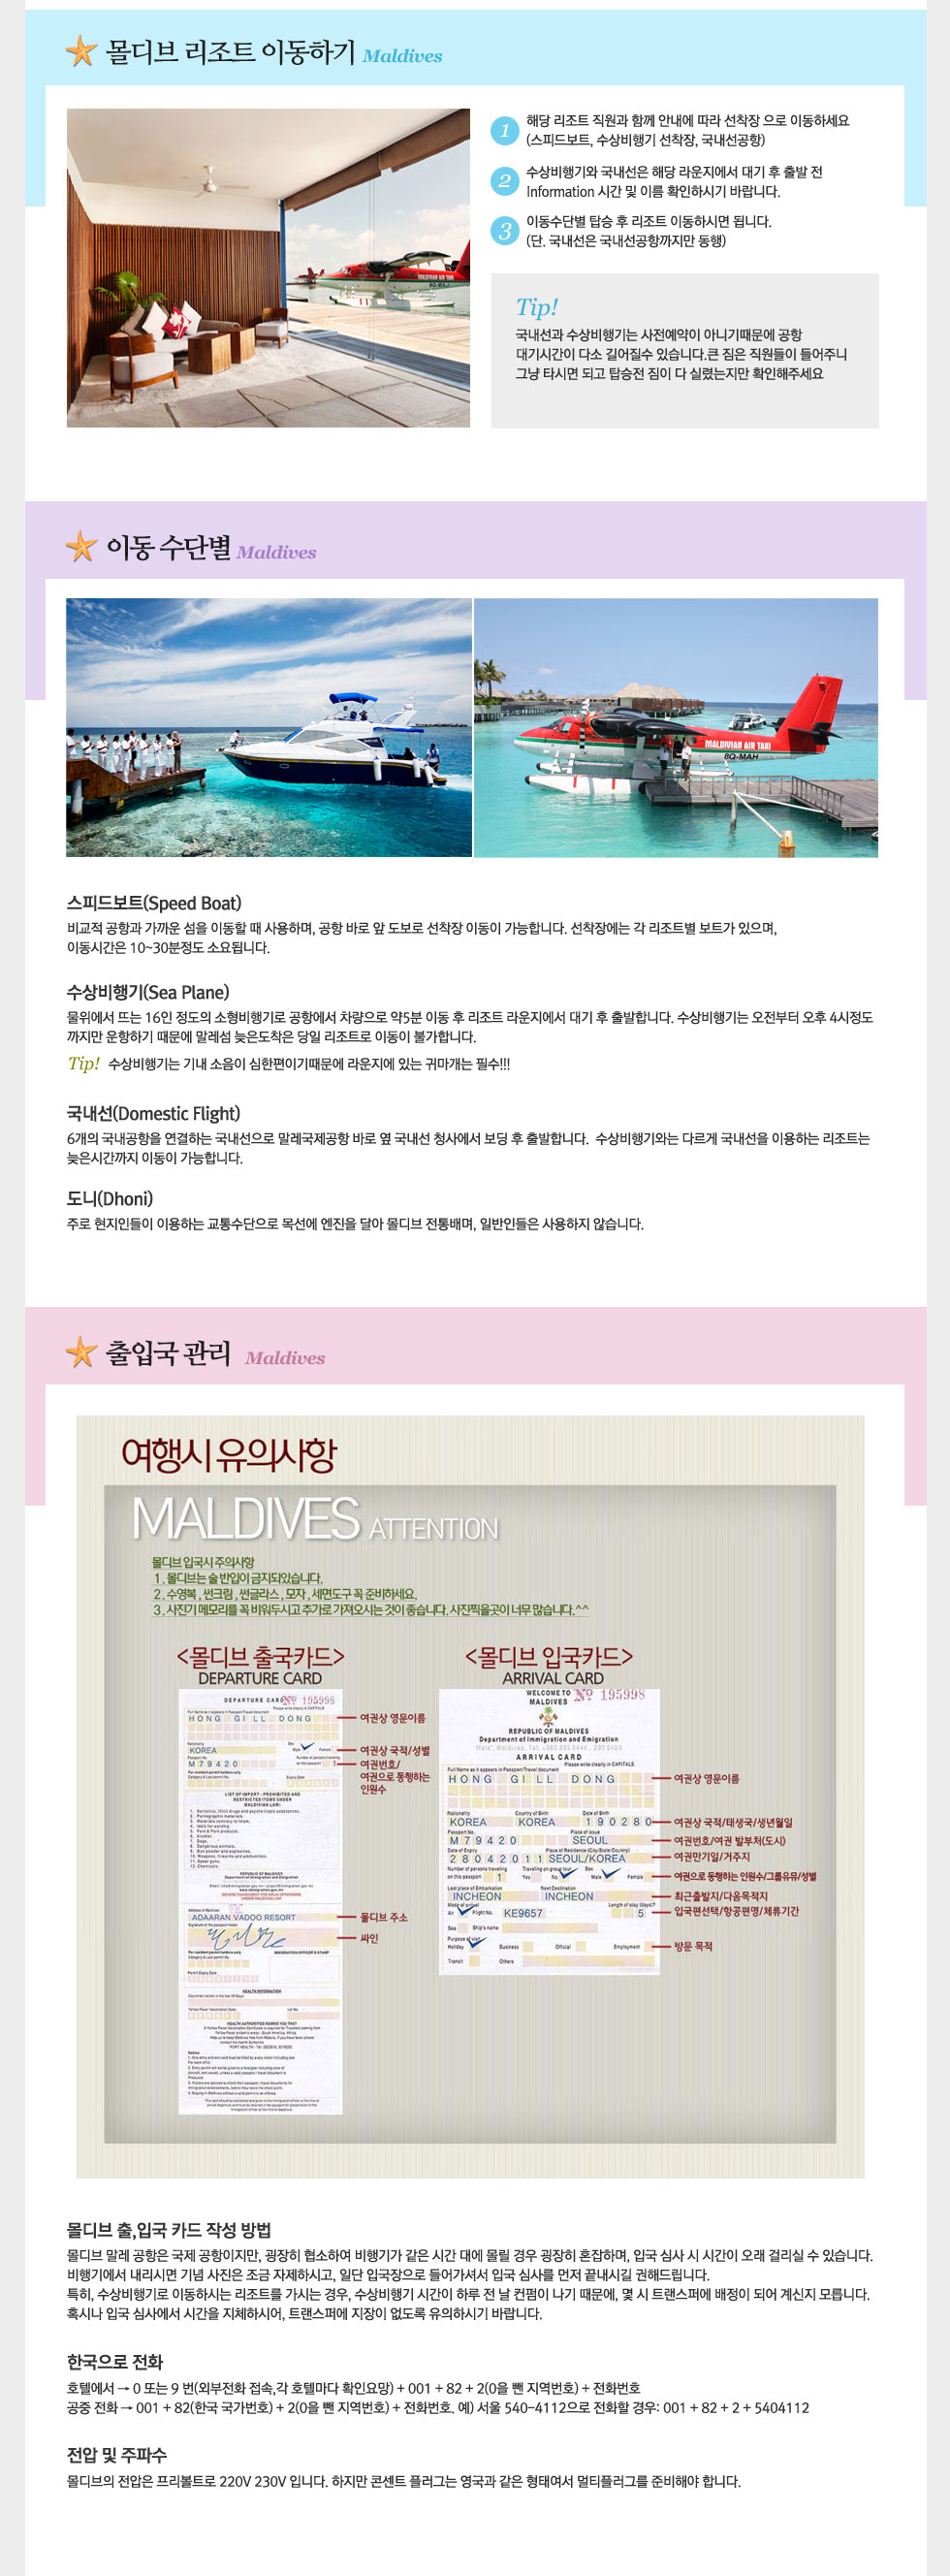 몰디브 리조트 이동하기 Maldives
1 해당 리조트 직원과 함께 안내에 따라 선착장 으로 이동하세요
(스피드보트, 수상비행기 선착장, 국내선공항)
2 수상비행기와 국내선은 해당 라운지에서 대기 후 출발 전
Information 시간 및 이름 확인하시기 바랍니다.
3 이동수단별 탑승 후 리조트 이동하시면 됩니다.
(단. 국내선은 국내선공항까지만 동행)
Tip!
국내선과 수상비행기는 사전예약이 아니기때문에 공항
대기시간이 다소 길어질수 있습니다.큰 짐은 직원들이 들어주니
그냥 타시면 되고 탑승전 짐이 다 실렸는지만 확인해주세요
이동 수단별 Maldives
MALDIVIAN AIR TAXI
8Q-MAH
스피드보트(Speed Boat)
비교적 공항과 가까운 섬을 이동할 때 사용하며, 공항 바로 앞 도보로 선착장 이동이 가능합니다. 선착장에는 각 리조트별 보트가 있으며,
이동시간은 10~30분정도 소요됩니다.
수상비행기(Sea Plane)
물위에서 뜨는 16인 정도의 소형비행기로 공항에서 차량으로 약5분 이동 후 리조트 라운지에서 대기 후 출발합니다. 수상비행기는 오전부터 오후 4시정도
까지만 운항하기 때문에 말레섬 늦은도착은 당일 리조트로 이동이 불가합니다.
Tip! 수상비행기는 기내 소음이 심한편이기때문에 라운지에 있는 귀마개는 필수!!!
국내선(Domestic Flight)
6개의 국내공항을 연결하는 국내선으로 말레국제공항 바로 옆 국내선 청사에서 보딩 후 출발합니다. 수상비행기와는 다르게 국내선을 이용하는 리조트는
늦은시간까지 이동이 가능합니다.
도니(Dhoni)
주로 현지인들이 이용하는 교통수단으로 목선에 엔진을 달아 몰디브 전통배며, 일반인들은 사용하지 않습니다.
출입국 관리 Maldives
여행시 유의사항
MALDIVES ATTENTION
몰디브 입국시 주의사항
1. 몰디브는 술 반입이 금지되있습니다.
2. 수영복 , 썬크림 , 썬글라스 , 모자 , 세면도구 꼭 준비하세요.
3. 사진기 메모리를 꼭 비워두시고 추가로 가져오시는 것이 좋습니다. 사진찍을곳이 너무 많습니다.^^
<몰디브 출국카드>
DEPARTURE CARD
DEPARTURE CARD Nº 195998
HONG GILL DONG
여권상 영문이름
Nationality
KOREA
여권상 국적/성별
M79420
여권번호/
여권으로 동행하는
인원수
ADAARAN VADOO RESORT
몰디브 주소
싸인
<몰디브 입국카드>
ARRIVAL CARD
WELCOME TO
MALDIVES
Nº 195998
REPUBLIC OF MALDIVES
Department of Immigration and Emigration
ARRIVAL CARD
Please write clearly in CAPITALS
HONG GILL DONG
여권상 영문이름
Nationality Country of Birth Date of Birth
KOREA KOREA 190280
여권상 국적/태생국/생년월일
Passport No. Place of issue
M79420 SEOUL
여권번호/여권 발부처(도시)
Date of Expiry Place of Residence (City/State/Country)
28042011 SEOUL/KOREA
여권만기일/거주지
여권으로 동행하는 인원수/그룹유뮤/성별
Last place of Embarkation Next Destination
INCHEON INCHEON
최근출발지/다음목적지
KE9657 5
입국편선택/항공편명/체류기간
Purpose of visit
Holiday Business Official Employment
방문 목적
Transit Others
몰디브 출,입국 카드 작성 방법
몰디브 말레 공항은 국제 공항이지만, 굉장히 협소하여 비행기가 같은 시간 대에 몰릴 경우 굉장히 혼잡하며, 입국 심사 시 시간이 오래 걸리실 수 있습니다.
비행기에서 내리시면 기념 사진은 조금 자제하시고, 일단 입국장으로 들어가셔서 입국 심사를 먼저 끝내시길 권해드립니다.
특히, 수상비행기로 이동하시는 리조트를 가시는 경우, 수상비행기 시간이 하루 전 날 컨펌이 나기 때문에, 몇 시 트랜스퍼에 배정이 되어 계신지 모릅니다.
혹시나 입국 심사에서 시간을 지체하시어, 트랜스퍼에 지장이 없도록 유의하시기 바랍니다.
한국으로 전화
호텔에서 → 0 또는 9 번(외부전화 접속,각 호텔마다 확인요망) + 001 + 82 + 2(0을 뺀 지역번호) + 전화번호
공중 전화 → 001 + 82(한국 국가번호) + 2(0을 뺀 지역번호) + 전화번호. 예) 서울 540-4112으로 전화할 경우: 001 + 82 + 2 + 5404112
전압 및 주파수
몰디브의 전압은 프리볼트로 220V 230V 입니다. 하지만 콘센트 플러그는 영국과 같은 형태여서 멀티플러그를 준비해야 합니다.